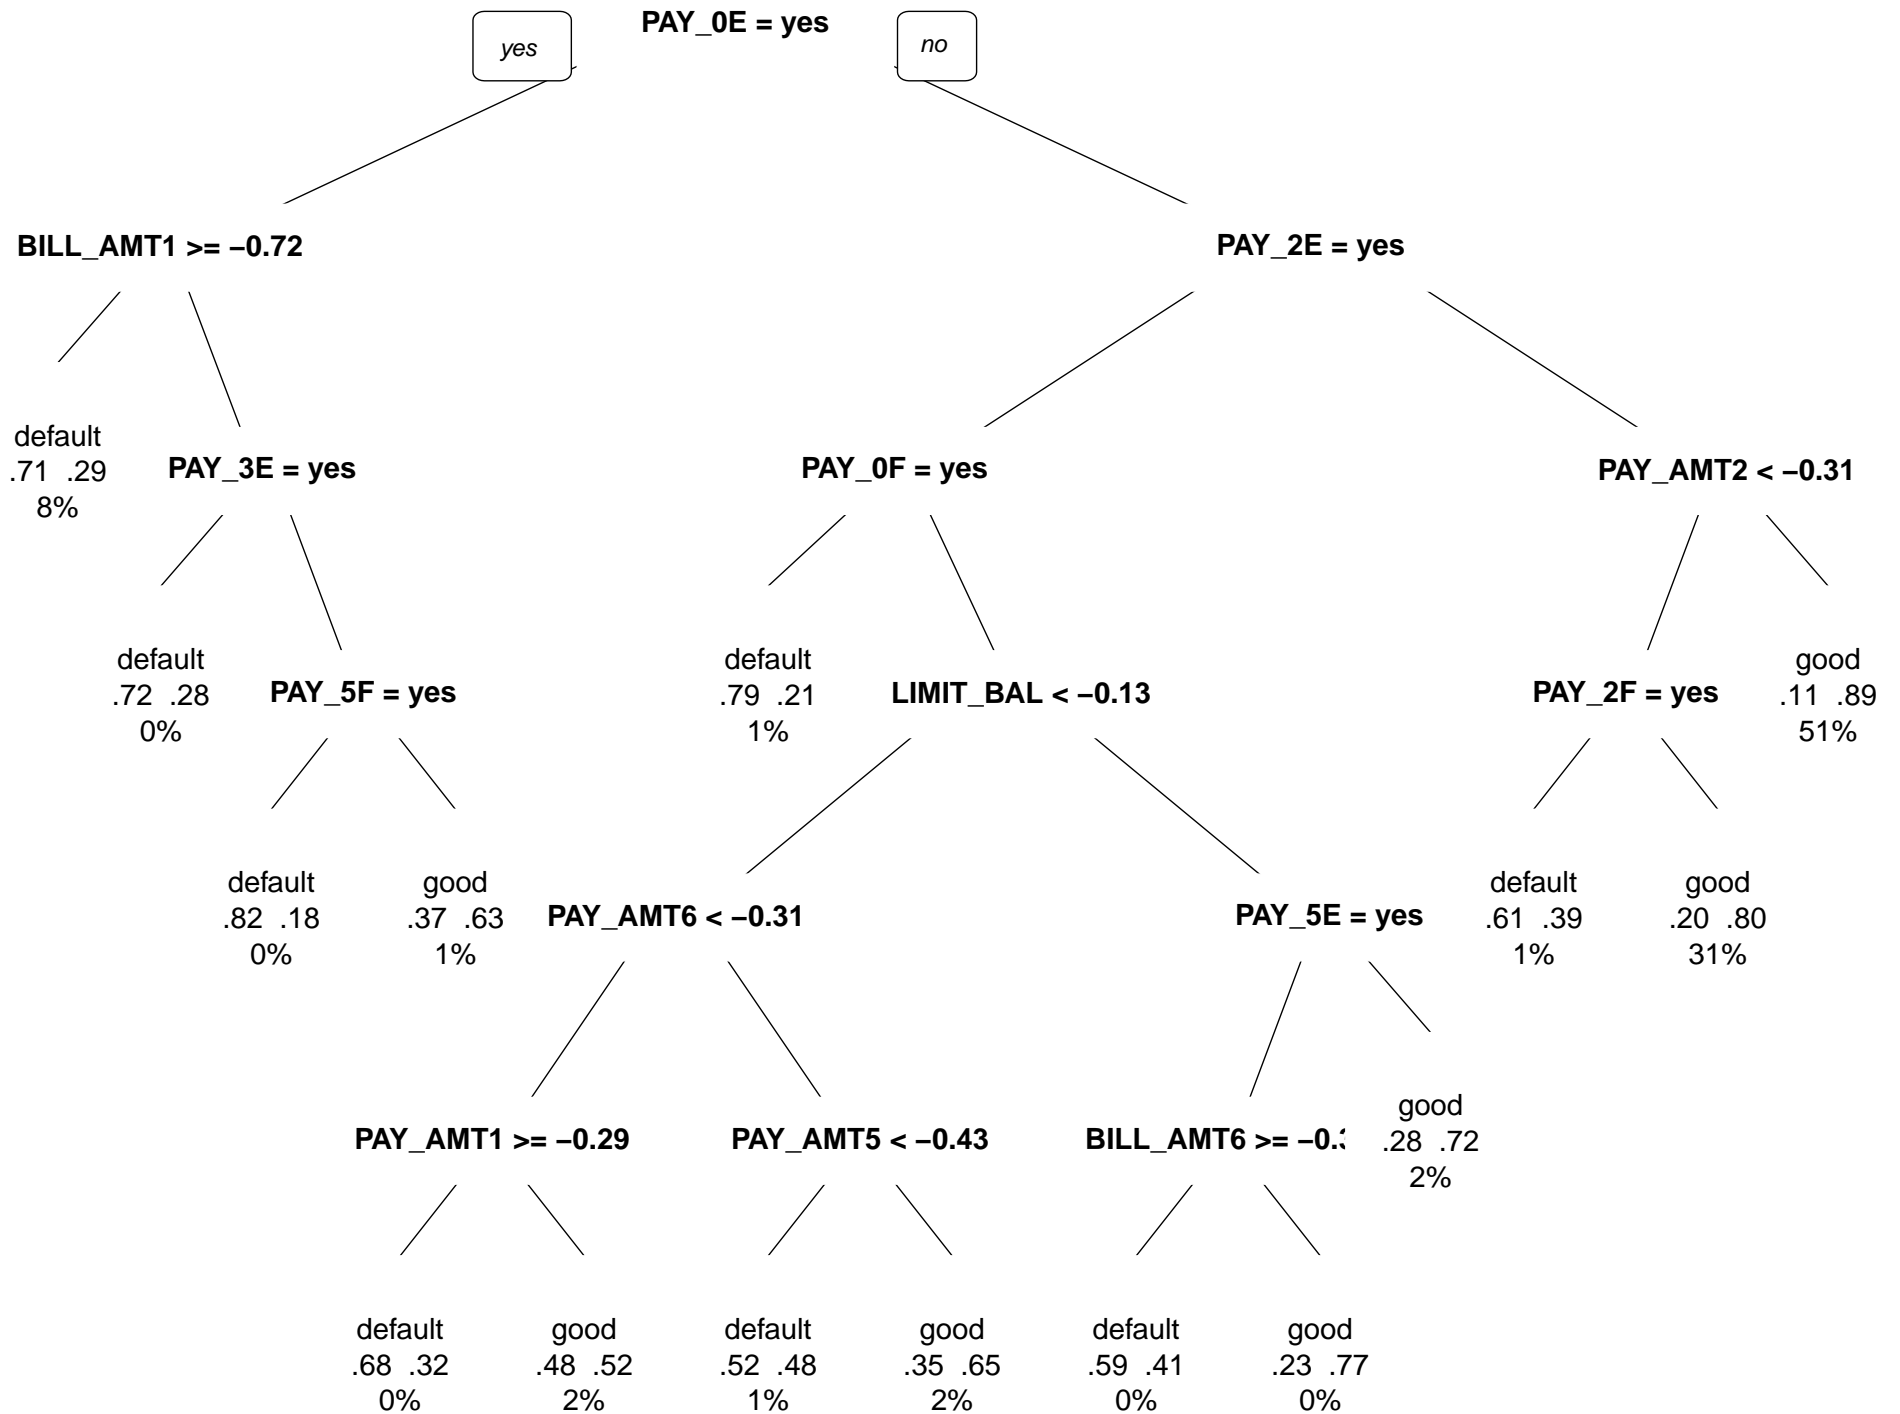 PAY_0E = yes
yes
no
BILL_AMT1 >= −0.72
PAY_2E = yes
default
.71 .29
8%
PAY_3E = yes
PAY_0F = yes
PAY_AMT2 < −0.31
default
.72 .28
0%
PAY_5F = yes
default
.79 .21
1%
LIMIT_BAL < −0.13
PAY_2F = yes
good
.11 .89
51%
default
.82 .18
0%
good
.37 .63
1%
PAY_AMT6 < −0.31
PAY_5E = yes
default
.61 .39
1%
good
.20 .80
31%
PAY_AMT1 >= −0.29
PAY_AMT5 < −0.43
BILL_AMT6 >=
good
.28 .72
2%
default
.68 .32
0%
good
.48 .52
2%
default
.52 .48
1%
good
.35 .65
2%
default
.59 .41
0%
good
.23 .77
0%